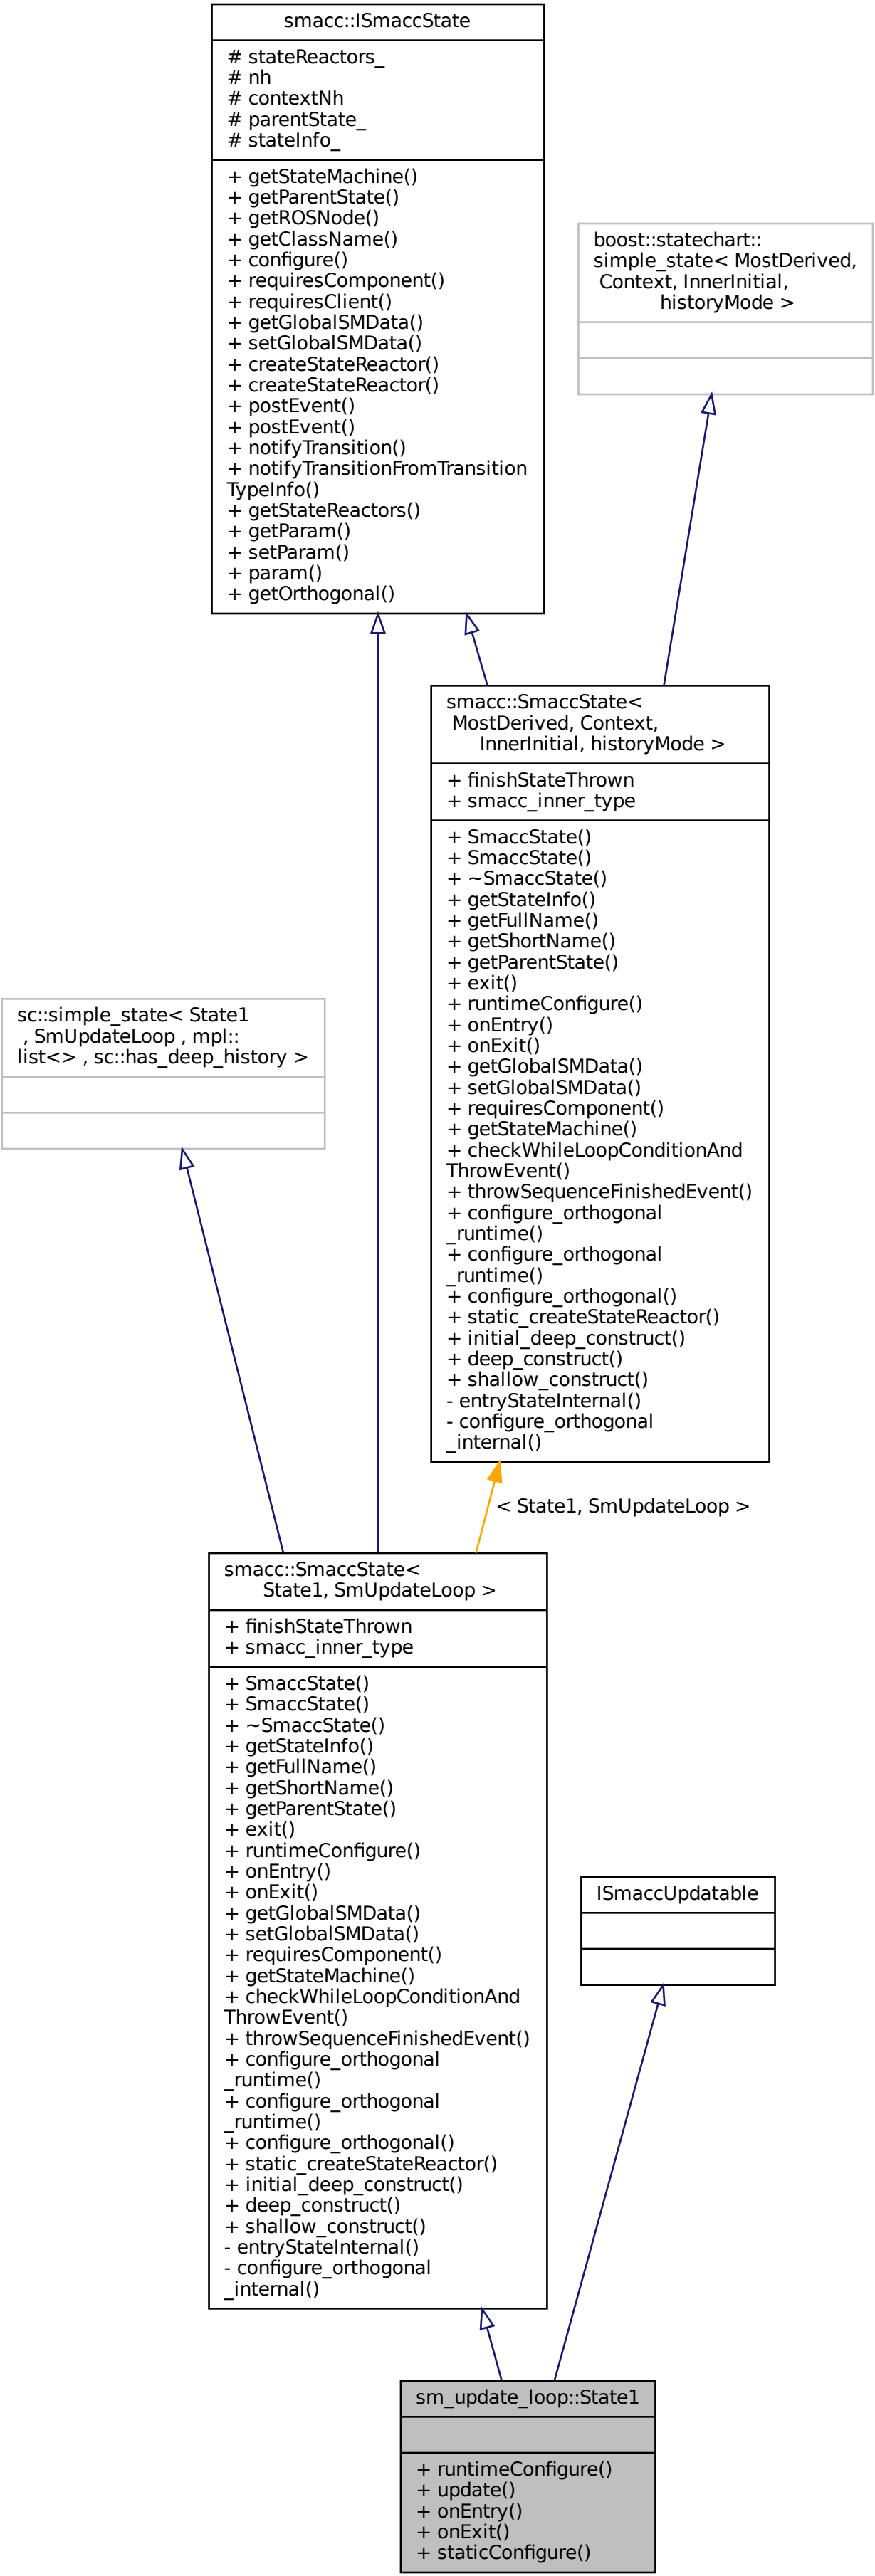 smacc::ISmaccState
# stateReactors_
# nh
# contextNh
# parentState_
# stateInfo_
+ getStateMachine()
+ getParentState()
+ getROSNode()
+ getClassName()
+ configure()
+ requiresComponent()
+ requiresClient()
+ getGlobalSMData()
+ setGlobalSMData()
+ createStateReactor()
+ createStateReactor()
+ postEvent()
+ postEvent()
+ notifyTransition()
+ notifyTransitionFromTransition
TypeInfo()
+ getStateReactors()
+ getParam()
+ setParam()
+ param()
+ getOrthogonal()
boost::statechart::
simple_state< MostDerived,
Context, InnerInitial,
historyMode >
smacc::SmaccState<
MostDerived, Context,
InnerInitial, historyMode >
+ finishStateThrown
+ smacc_inner_type
+ SmaccState()
+ SmaccState()
+ ~SmaccState()
+ getStateInfo()
+ getFullName()
+ getShortName()
+ getParentState()
+ exit()
+ runtimeConfigure()
+ onEntry()
+ onExit()
+ getGlobalSMData()
+ setGlobalSMData()
+ requiresComponent()
+ getStateMachine()
+ checkWhileLoopConditionAnd
ThrowEvent()
+ throwSequenceFinishedEvent()
+ configure_orthogonal
_runtime()
+ configure_orthogonal
_runtime()
+ configure_orthogonal()
+ static_createStateReactor()
+ initial_deep_construct()
+ deep_construct()
+ shallow_construct()
- entryStateInternal()
- configure_orthogonal
_internal()
sc::simple_state< State1
, SmUpdateLoop , mpl::
list<> , sc::has_deep_history >
< State1, SmUpdateLoop >
smacc::SmaccState<
State1, SmUpdateLoop >
+ finishStateThrown
+ smacc_inner_type
+ SmaccState()
+ SmaccState()
+ ~SmaccState()
+ getStateInfo()
+ getFullName()
+ getShortName()
+ getParentState()
+ exit()
+ runtimeConfigure()
+ onEntry()
+ onExit()
+ getGlobalSMData()
+ setGlobalSMData()
+ requiresComponent()
+ getStateMachine()
+ checkWhileLoopConditionAnd
ThrowEvent()
+ throwSequenceFinishedEvent()
+ configure_orthogonal
_runtime()
+ configure_orthogonal
_runtime()
+ configure_orthogonal()
+ static_createStateReactor()
+ initial_deep_construct()
+ deep_construct()
+ shallow_construct()
- entryStateInternal()
- configure_orthogonal
_internal()
ISmaccUpdatable
sm_update_loop::State1
+ runtimeConfigure()
+ update()
+ onEntry()
+ onExit()
+ staticConfigure()